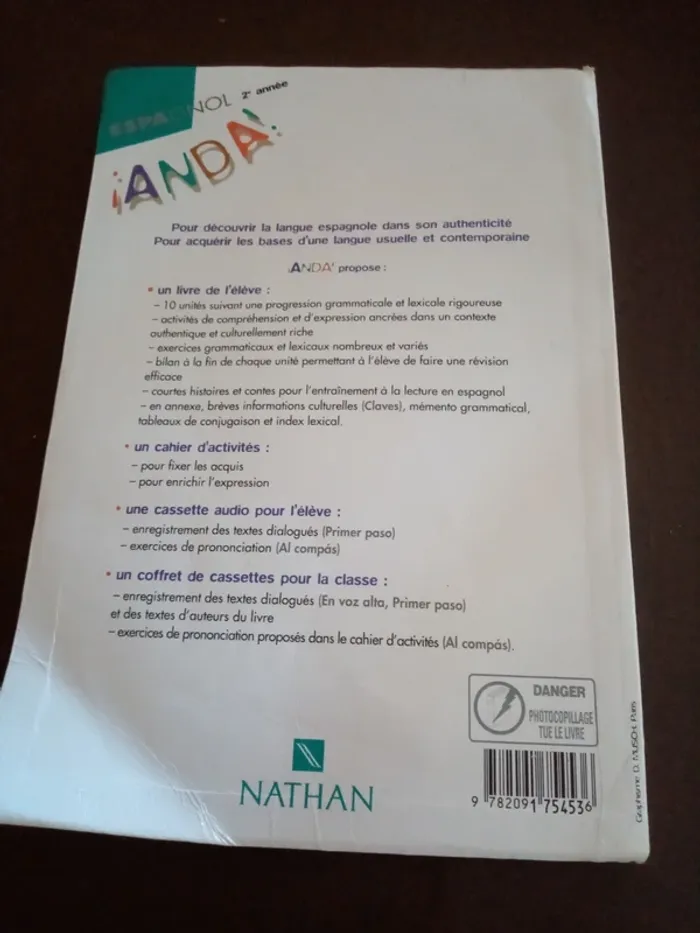 ESPAGNOL 2e année
¡ANDA!
Pour découvrir la langue espagnole dans son authenticité
Pour acquérir les bases d'une langue usuelle et contemporaine
¡ANDA! propose :
• un livre de l'élève :
– 10 unités suivant une progression grammaticale et lexicale rigoureuse
– activités de compréhension et d'expression ancrées dans un contexte
authentique et culturellement riche
– exercices grammaticaux et lexicaux nombreux et variés
– bilan à la fin de chaque unité permettant à l'élève de faire une révision
efficace
– courtes histoires et contes pour l'entraînement à la lecture en espagnol
– en annexe, brèves informations culturelles (Claves), mémento grammatical,
tableaux de conjugaison et index lexical.
• un cahier d'activités :
– pour fixer les acquis
– pour enrichir l'expression
• une cassette audio pour l'élève :
– enregistrement des textes dialogués (Primer paso)
– exercices de prononciation (Al compás)
• un coffret de cassettes pour la classe :
– enregistrement des textes dialogués (En voz alta, Primer paso)
et des textes d'auteurs du livre
– exercices de prononciation proposés dans le cahier d'activités (Al compás).
DANGER
PHOTOCOPILLAGE
TUE LE LIVRE
NATHAN
9 782091 754536
Graphisme D. MUSCH, Paris